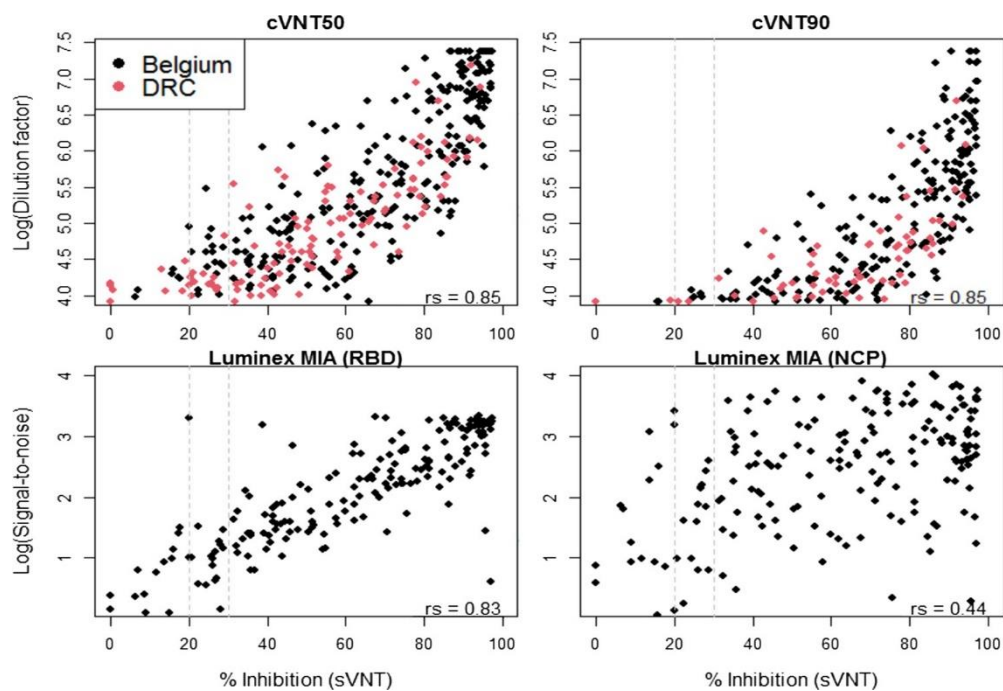 cVNT50
cVNT90
Log(Dilution factor)
7.5
7.0
6.5
6.0
5.5
5.0
4.5
4.0
Belgium
DRC
rs = 0.85
0 20 40 60 80 100
7.5
7.0
6.5
6.0
5.5
5.0
4.5
4.0
rs = 0.85
0 20 40 60 80 100
Luminex MIA (RBD)
Luminex MIA (NCP)
Log(Signal-to-noise)
4
3
2
1
rs = 0.83
0 20 40 60 80 100
% Inhibition (sVNT)
4
3
2
1
rs = 0.44
0 20 40 60 80 100
% Inhibition (sVNT)